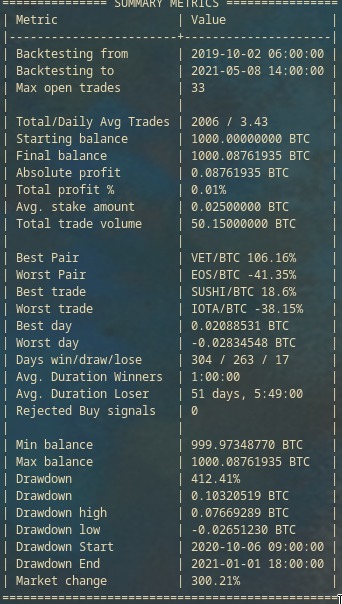 =============== SUMMARY METRICS ================
| Metric | Value |
|------------------------+---------------------|
| Backtesting from | 2019-10-02 06:00:00 |
| Backtesting to | 2021-05-08 14:00:00 |
| Max open trades | 33 |
| | |
| Total/Daily Avg Trades | 2006 / 3.43 |
| Starting balance | 1000.00000000 BTC |
| Final balance | 1000.08761935 BTC |
| Absolute profit | 0.08761935 BTC |
| Total profit % | 0.01% |
| Avg. stake amount | 0.02500000 BTC |
| Total trade volume | 50.15000000 BTC |
| | |
| Best Pair | VET/BTC 106.16% |
| Worst Pair | EOS/BTC -41.35% |
| Best trade | SUSHI/BTC 18.6% |
| Worst trade | IOTA/BTC -38.15% |
| Best day | 0.02088531 BTC |
| Worst day | -0.02834548 BTC |
| Days win/draw/lose | 304 / 263 / 17 |
| Avg. Duration Winners | 1:00:00 |
| Avg. Duration Loser | 51 days, 5:49:00 |
| Rejected Buy signals | 0 |
| | |
| Min balance | 999.97348770 BTC |
| Max balance | 1000.08761935 BTC |
| Drawdown | 412.41% |
| Drawdown | 0.10320519 BTC |
| Drawdown high | 0.07669289 BTC |
| Drawdown low | -0.02651230 BTC |
| Drawdown Start | 2020-10-06 09:00:00 |
| Drawdown End | 2021-01-01 18:00:00 |
| Market change | 300.21% |
================================================